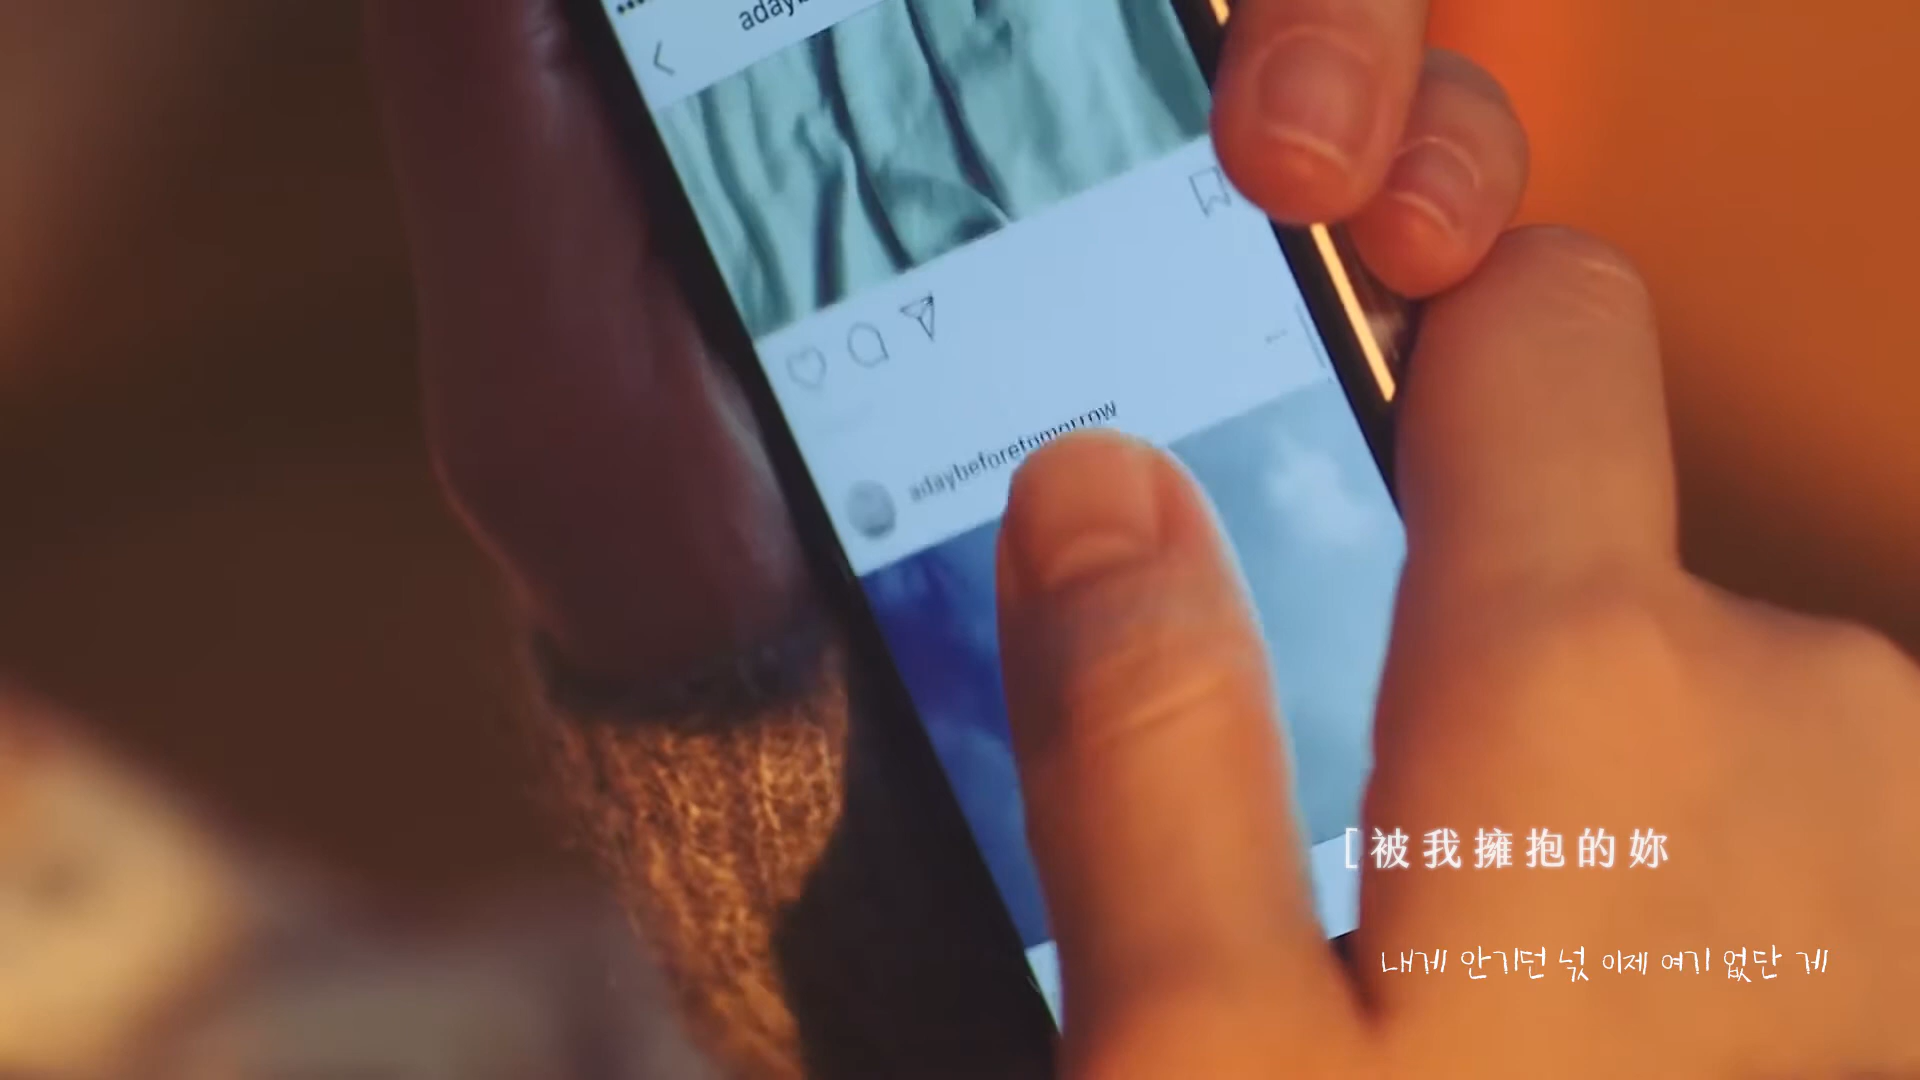 adayb
adaybeforetomorrow
[被我擁抱的妳
내게 안기던 넋 이제 여기 없단 게